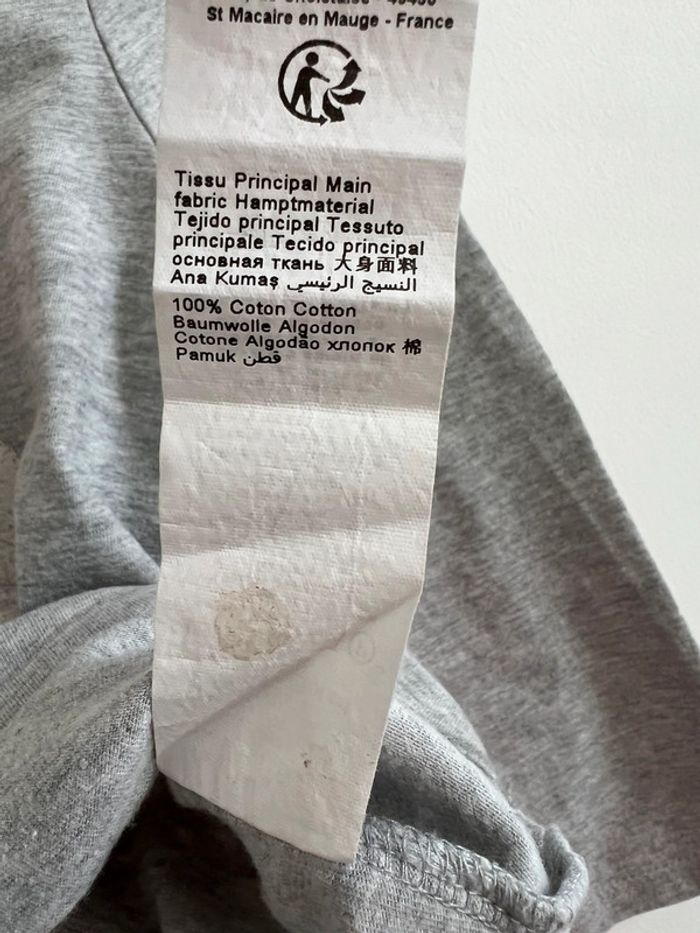 St Macaire en Mauge - France
Tissu Principal Main
fabric Hamptmaterial
Tejido principal Tessuto
principale Tecido principal
основная ткань 大身面料
Ana Kumaş النسيج الرئيسي
100% Coton Cotton
Baumwolle Algodon
Cotone Algodão хлопок 棉
Pamuk قطن